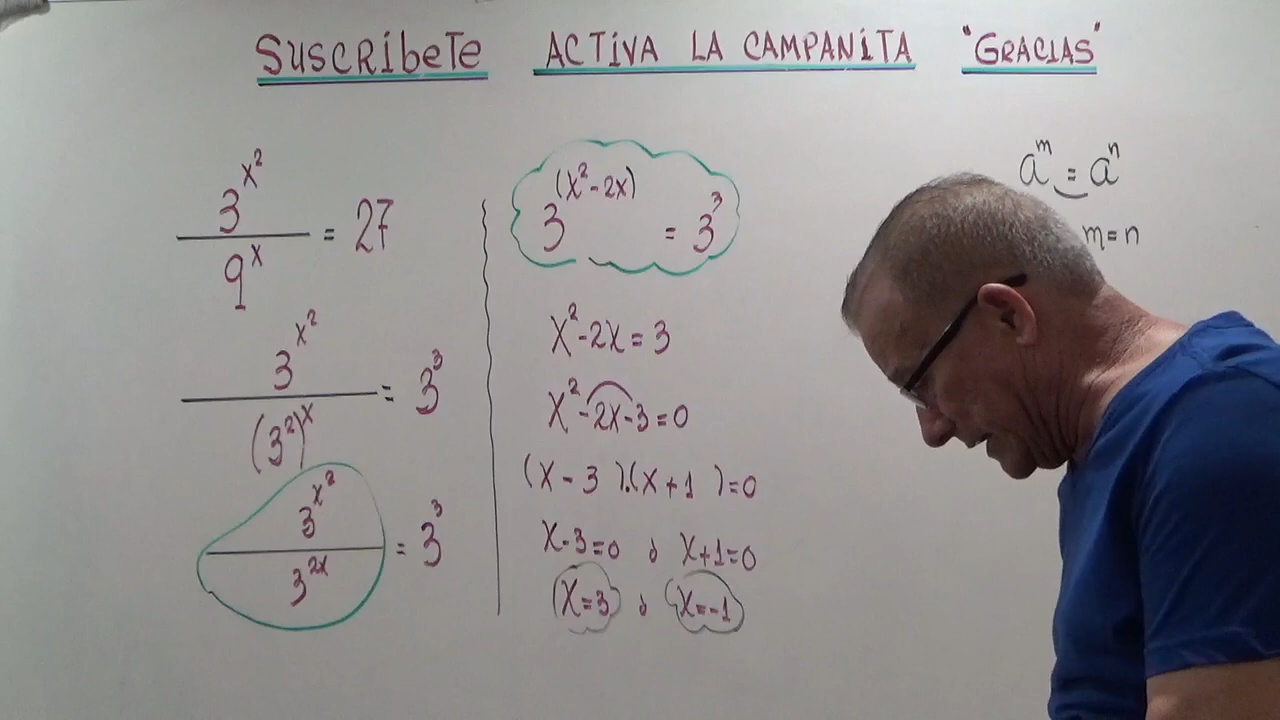 SUSCRIBETE ACTIVA LA CAMPANITA "GRACIAS"
3^x² / 9^x = 27
3^x² / (3²)^x = 3³
3^x² / 3^2x = 3³
3^(x²-2x) = 3³
x²-2x=3
x²-2x-3=0
(x-3).(x+1)=0
x-3=0 ó x+1=0
x=3 ó x=-1
a^m = a^n
m=n